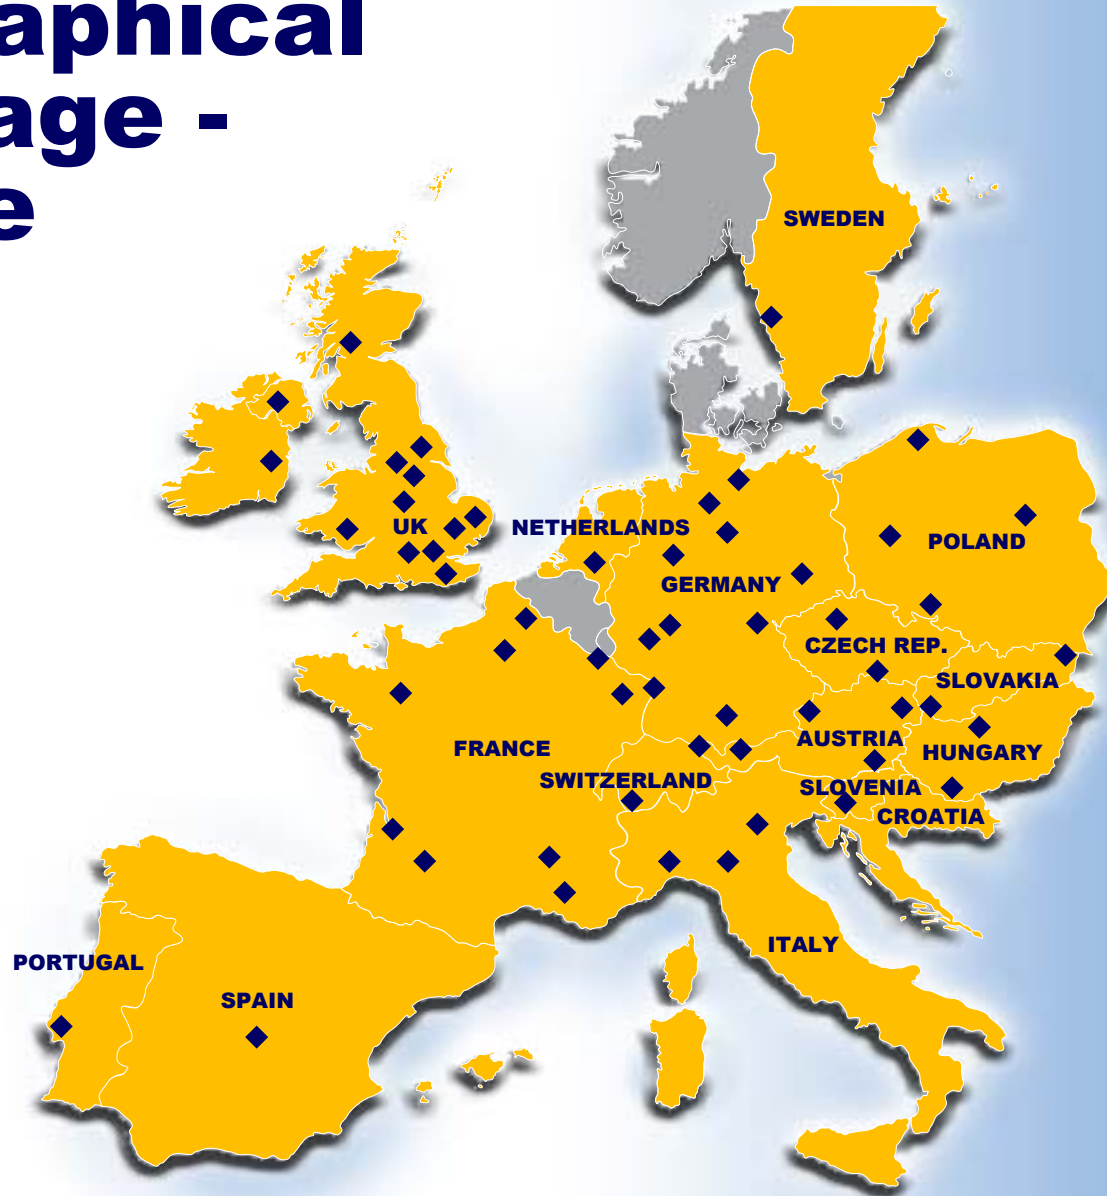 aphical
age -
e
SWEDEN
UK
NETHERLANDS
POLAND
GERMANY
CZECH REP.
SLOVAKIA
AUSTRIA
FRANCE
HUNGARY
SWITZERLAND
SLOVENIA
CROATIA
ITALY
PORTUGAL
SPAIN